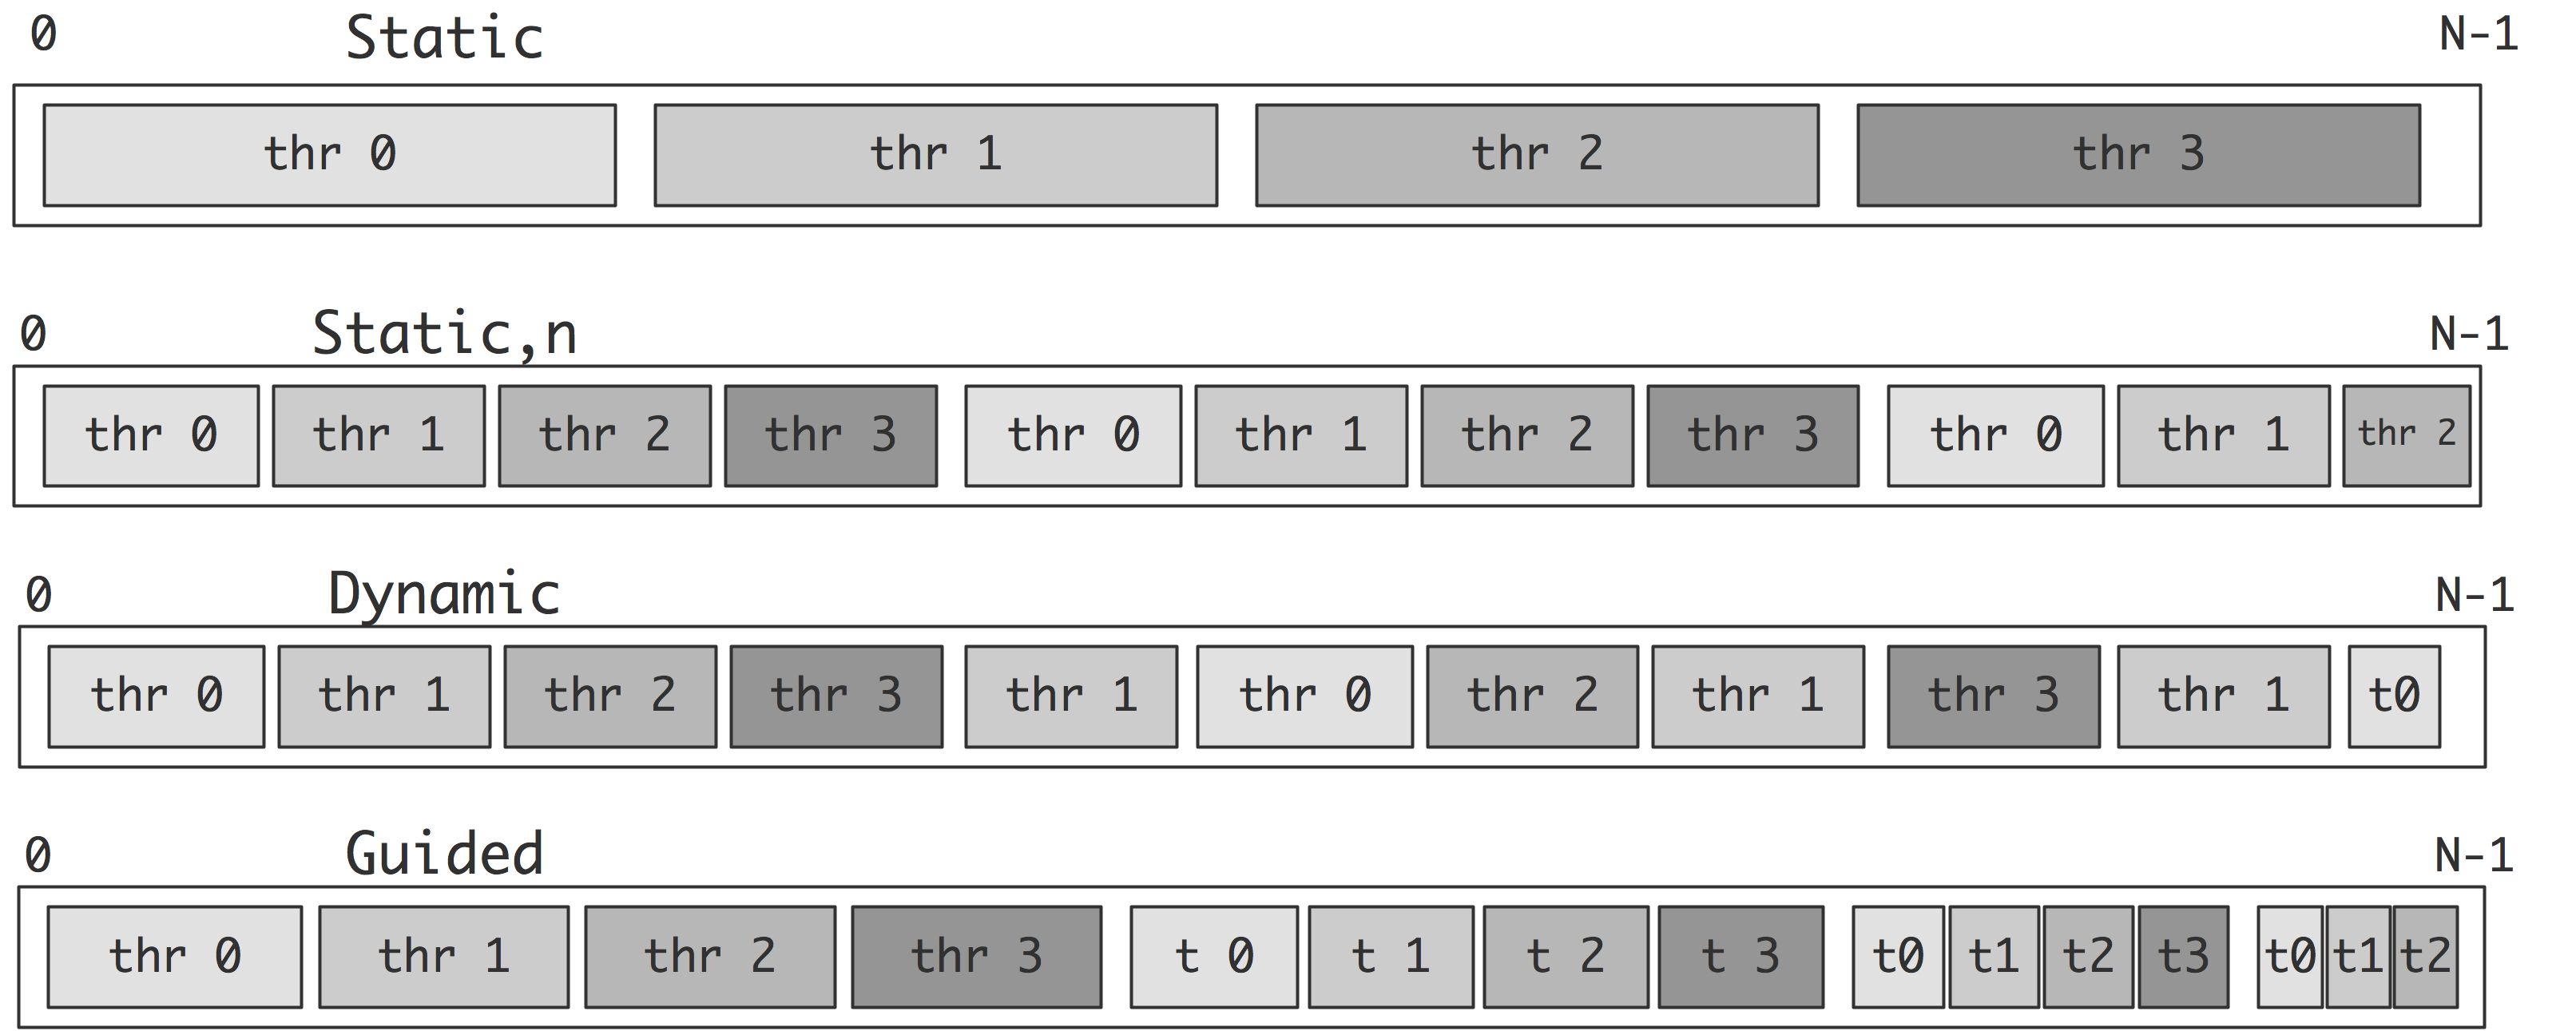 0 Static N-1
thr 0 thr 1 thr 2 thr 3
0 Static,n N-1
thr 0 thr 1 thr 2 thr 3 thr 0 thr 1 thr 2 thr 3 thr 0 thr 1 thr 2
0 Dynamic N-1
thr 0 thr 1 thr 2 thr 3 thr 1 thr 0 thr 2 thr 1 thr 3 thr 1 t0
0 Guided N-1
thr 0 thr 1 thr 2 thr 3 t 0 t 1 t 2 t 3 t0 t1 t2 t3 t0 t1 t2